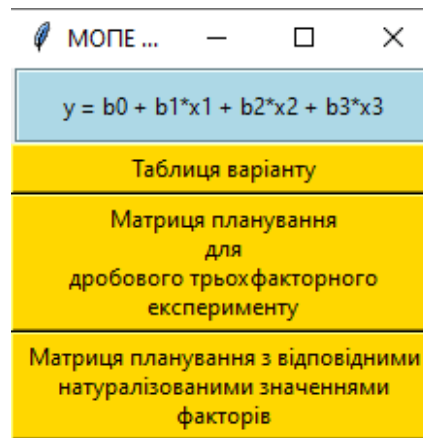 МОПЕ ...
y = b0 + b1*x1 + b2*x2 + b3*x3
Таблиця варіанту
Матриця планування
для
дробового трьохфакторного
експерименту
Матриця планування з відповідними
натуралізованими значеннями
факторів